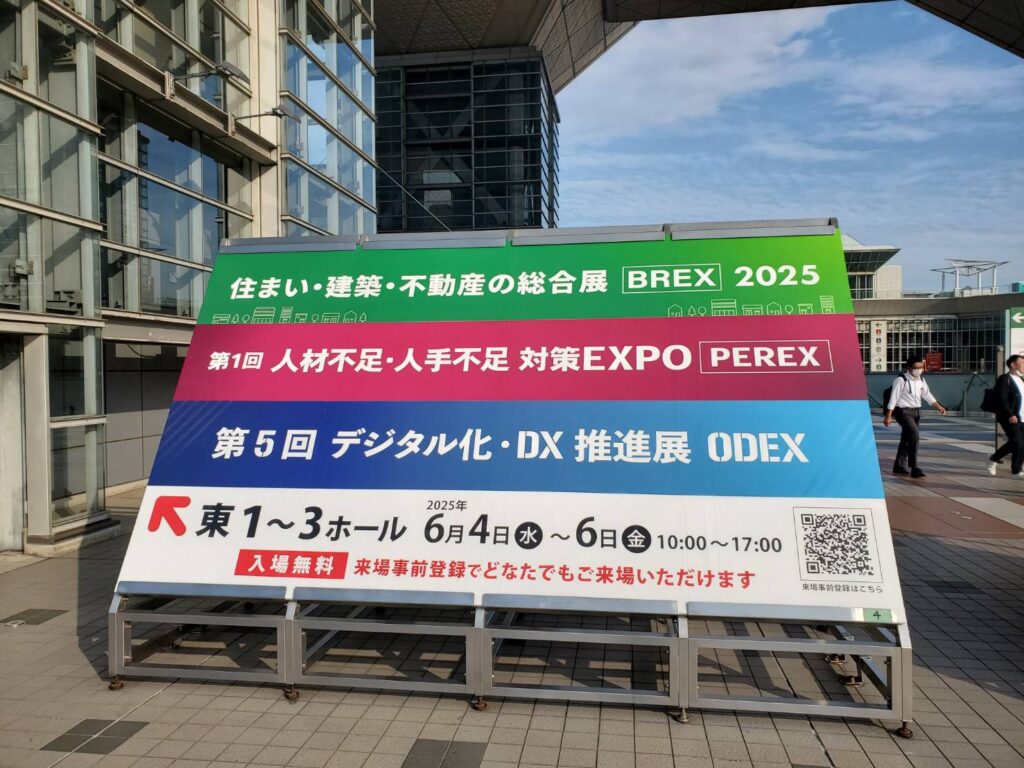 住まい・建築・不動産の総合展 BREX 2025
第1回 人材不足・人手不足 対策EXPO PEREX
第5回 デジタル化・DX 推進展 ODEX
東1～3ホール 2025年 6月4日水～6日金 10:00～17:00
入場無料 来場事前登録でどなたでもご来場いただけます
来場事前登録はこちら
4